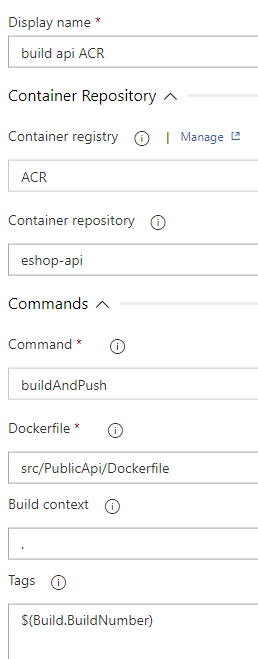 Display name *
build api ACR
Container Repository
Container registry | Manage
ACR
Container repository
eshop-api
Commands
Command *
buildAndPush
Dockerfile *
src/PublicApi/Dockerfile
Build context
.
Tags
$(Build.BuildNumber)